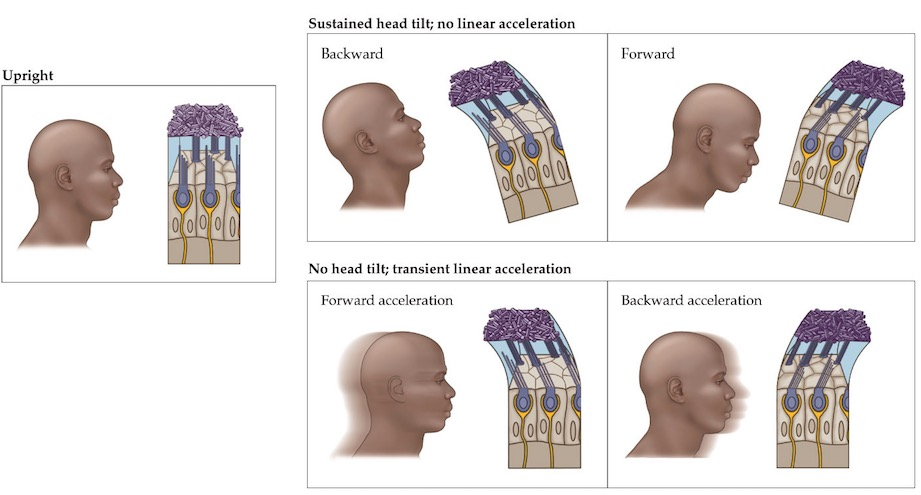 Upright
Sustained head tilt; no linear acceleration
Backward
Forward
No head tilt; transient linear acceleration
Forward acceleration
Backward acceleration